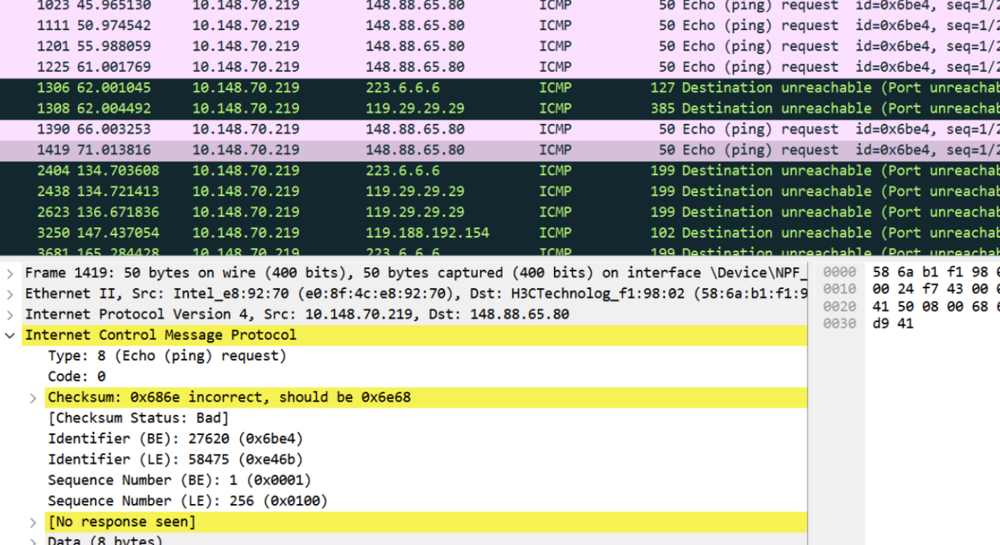 1023 45.965130 10.148.70.219 148.88.65.80 ICMP 50 Echo (ping) request id=0x6be4, seq=1/2
1111 50.974542 10.148.70.219 148.88.65.80 ICMP 50 Echo (ping) request id=0x6be4, seq=1/2
1201 55.988059 10.148.70.219 148.88.65.80 ICMP 50 Echo (ping) request id=0x6be4, seq=1/2
1225 61.001769 10.148.70.219 148.88.65.80 ICMP 50 Echo (ping) request id=0x6be4, seq=1/2
1306 62.001045 10.148.70.219 223.6.6.6 ICMP 127 Destination unreachable (Port unreachab
1308 62.004492 10.148.70.219 119.29.29.29 ICMP 385 Destination unreachable (Port unreachab
1390 66.003253 10.148.70.219 148.88.65.80 ICMP 50 Echo (ping) request id=0x6be4, seq=1/2
1419 71.013816 10.148.70.219 148.88.65.80 ICMP 50 Echo (ping) request id=0x6be4, seq=1/2
2404 134.703608 10.148.70.219 223.6.6.6 ICMP 199 Destination unreachable (Port unreachab
2438 134.721413 10.148.70.219 119.29.29.29 ICMP 199 Destination unreachable (Port unreachab
2623 136.671836 10.148.70.219 119.29.29.29 ICMP 199 Destination unreachable (Port unreachab
3250 147.437054 10.148.70.219 119.188.192.154 ICMP 102 Destination unreachable (Port unreachab
3681 165.284428 10.148.70.219 223.6.6.6 ICMP 199 Destination unreachable (Port unreachab
Frame 1419: 50 bytes on wire (400 bits), 50 bytes captured (400 bits) on interface \Device\NPF_
Ethernet II, Src: Intel_e8:92:70 (e0:8f:4c:e8:92:70), Dst: H3CTechnolog_f1:98:02 (58:6a:b1:f1:9
Internet Protocol Version 4, Src: 10.148.70.219, Dst: 148.88.65.80
Internet Control Message Protocol
Type: 8 (Echo (ping) request)
Code: 0
Checksum: 0x686e incorrect, should be 0x6e68
[Checksum Status: Bad]
Identifier (BE): 27620 (0x6be4)
Identifier (LE): 58475 (0xe46b)
Sequence Number (BE): 1 (0x0001)
Sequence Number (LE): 256 (0x0100)
[No response seen]
Data (8 bytes)
0000 58 6a b1 f1 98
0010 00 24 f7 43 00
0020 41 50 08 00 68
0030 d9 41